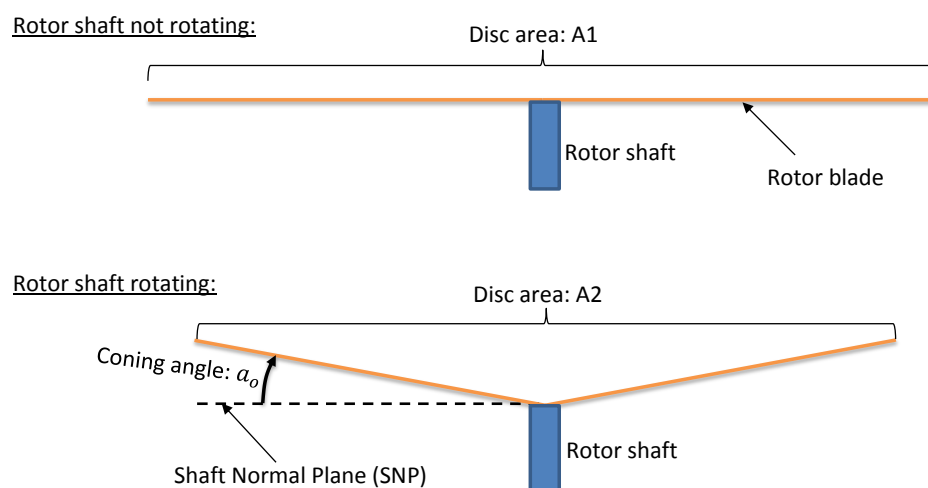 Rotor shaft not rotating:
Disc area: A1
Rotor shaft
Rotor blade
Rotor shaft rotating:
Disc area: A2
Coning angle: aₒ
Rotor shaft
Shaft Normal Plane (SNP)